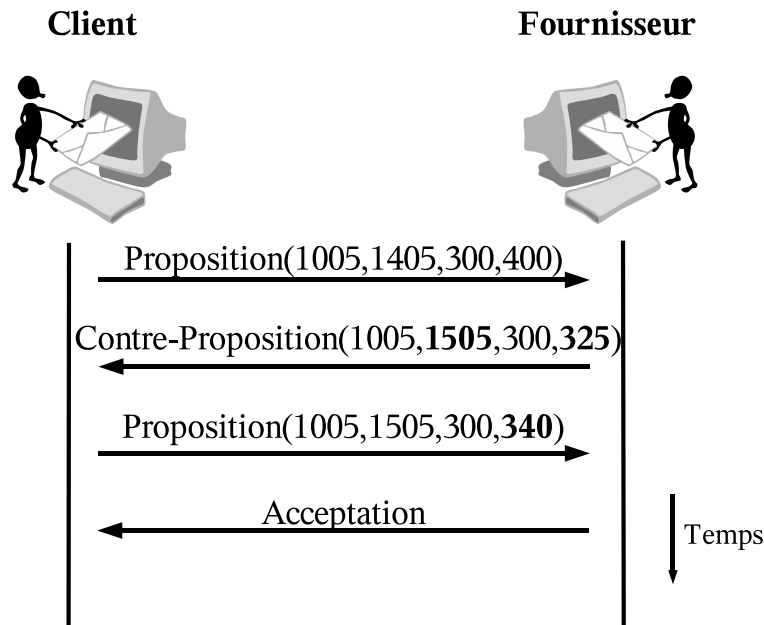 Client
Fournisseur
Proposition(1005,1405,300,400)
Contre-Proposition(1005,1505,300,325)
Proposition(1005,1505,300,340)
Acceptation
Temps